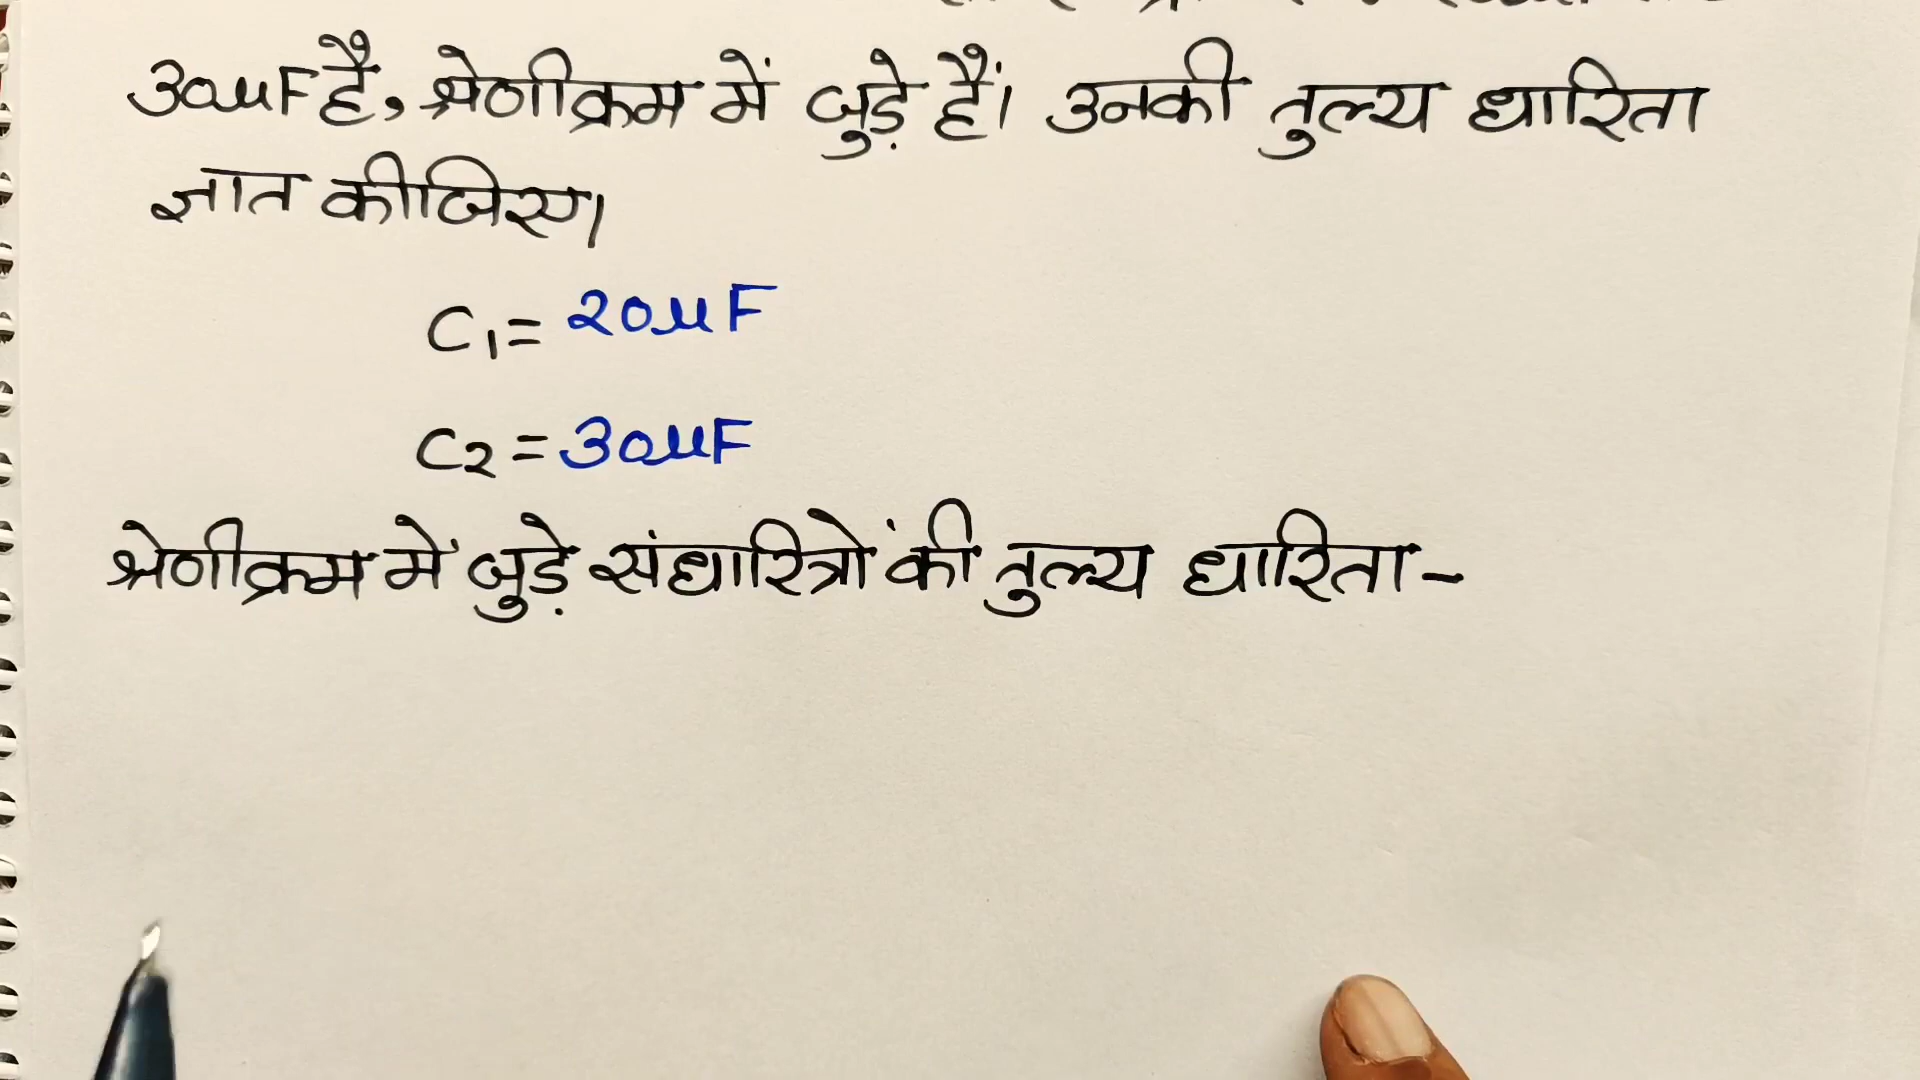 30μF है, श्रेणीक्रम में जुड़े हैं। उनकी तुल्य धारिता
ज्ञात कीजिए।
C₁= 20μF
C₂ = 30μF
श्रेणीक्रम में जुड़े संधारित्रों की तुल्य धारिता-